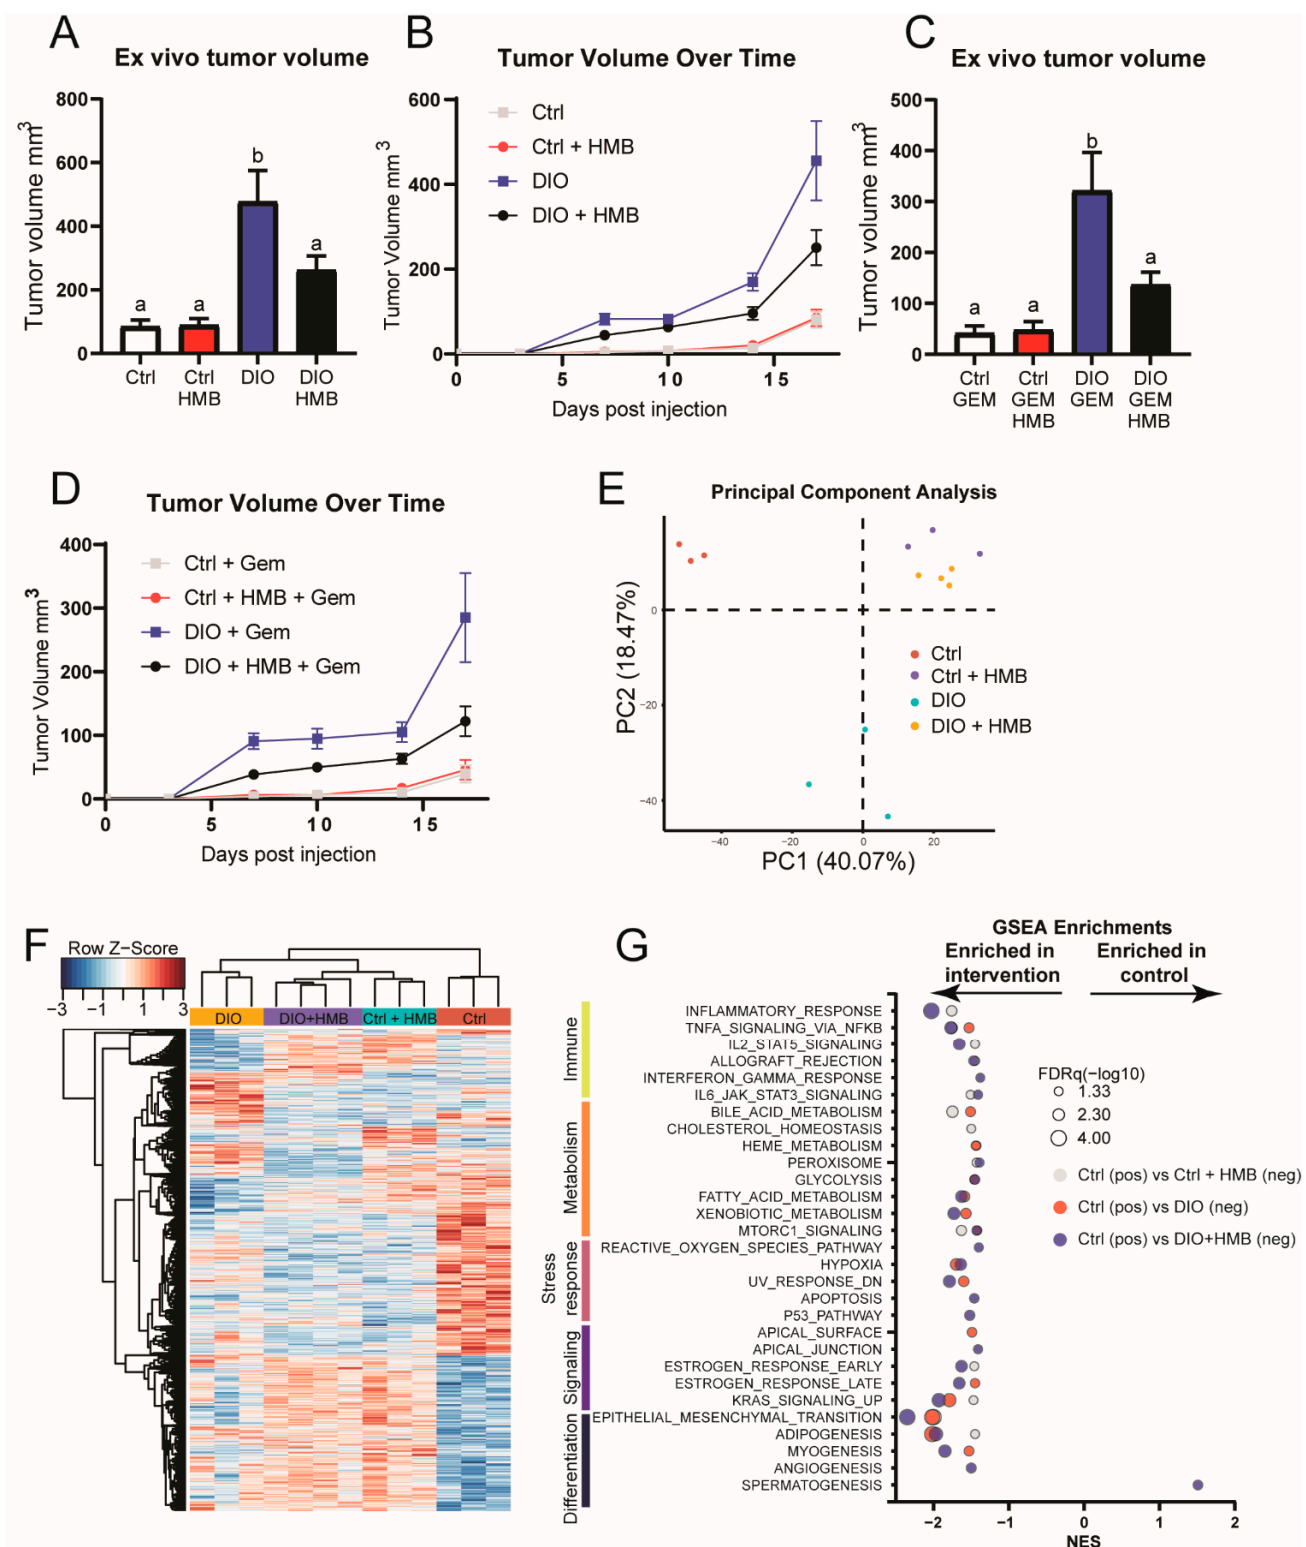 A
Ex vivo tumor volume
Tumor volume mm3
800
600
400
200
0
a
a
b
a
Ctrl
Ctrl
HMB
DIO
DIO
HMB
B
Tumor Volume Over Time
Tumor Volume mm3
600
400
200
0
Ctrl
Ctrl + HMB
DIO
DIO + HMB
0
5
10
15
Days post injection
C
Ex vivo tumor volume
Tumor volume mm3
500
400
300
200
100
0
a
a
b
a
Ctrl
GEM
Ctrl
GEM
HMB
DIO
GEM
DIO
GEM
HMB
D
Tumor Volume Over Time
Tumor Volume mm3
400
300
200
100
0
Ctrl + Gem
Ctrl + HMB + Gem
DIO + Gem
DIO + HMB + Gem
0
5
10
15
Days post injection
E
Principal Component Analysis
PC2 (18.47%)
0
−20
−40
Ctrl
Ctrl + HMB
DIO
DIO + HMB
−40
−20
0
20
PC1 (40.07%)
F
Row Z−Score
−3
−1
1
3
DIO
DIO+HMB
Ctrl + HMB
Ctrl
G
GSEA Enrichments
Enriched in
intervention
Enriched in
control
Immune
Metabolism
Stress
response
Signaling
Differentiation
INFLAMMATORY_RESPONSE
TNFA_SIGNALING_VIA_NFKB
IL2_STAT5_SIGNALING
ALLOGRAFT_REJECTION
INTERFERON_GAMMA_RESPONSE
IL6_JAK_STAT3_SIGNALING
BILE_ACID_METABOLISM
CHOLESTEROL_HOMEOSTASIS
HEME_METABOLISM
PEROXISOME
GLYCOLYSIS
FATTY_ACID_METABOLISM
XENOBIOTIC_METABOLISM
MTORC1_SIGNALING
REACTIVE_OXYGEN_SPECIES_PATHWAY
HYPOXIA
UV_RESPONSE_DN
APOPTOSIS
P53_PATHWAY
APICAL_SURFACE
APICAL_JUNCTION
ESTROGEN_RESPONSE_EARLY
ESTROGEN_RESPONSE_LATE
KRAS_SIGNALING_UP
EPITHELIAL_MESENCHYMAL_TRANSITION
ADIPOGENESIS
MYOGENESIS
ANGIOGENESIS
SPERMATOGENESIS
FDRq(−log10)
1.33
2.30
4.00
Ctrl (pos) vs Ctrl + HMB (neg)
Ctrl (pos) vs DIO (neg)
Ctrl (pos) vs DIO+HMB (neg)
−2
−1
0
1
2
NES